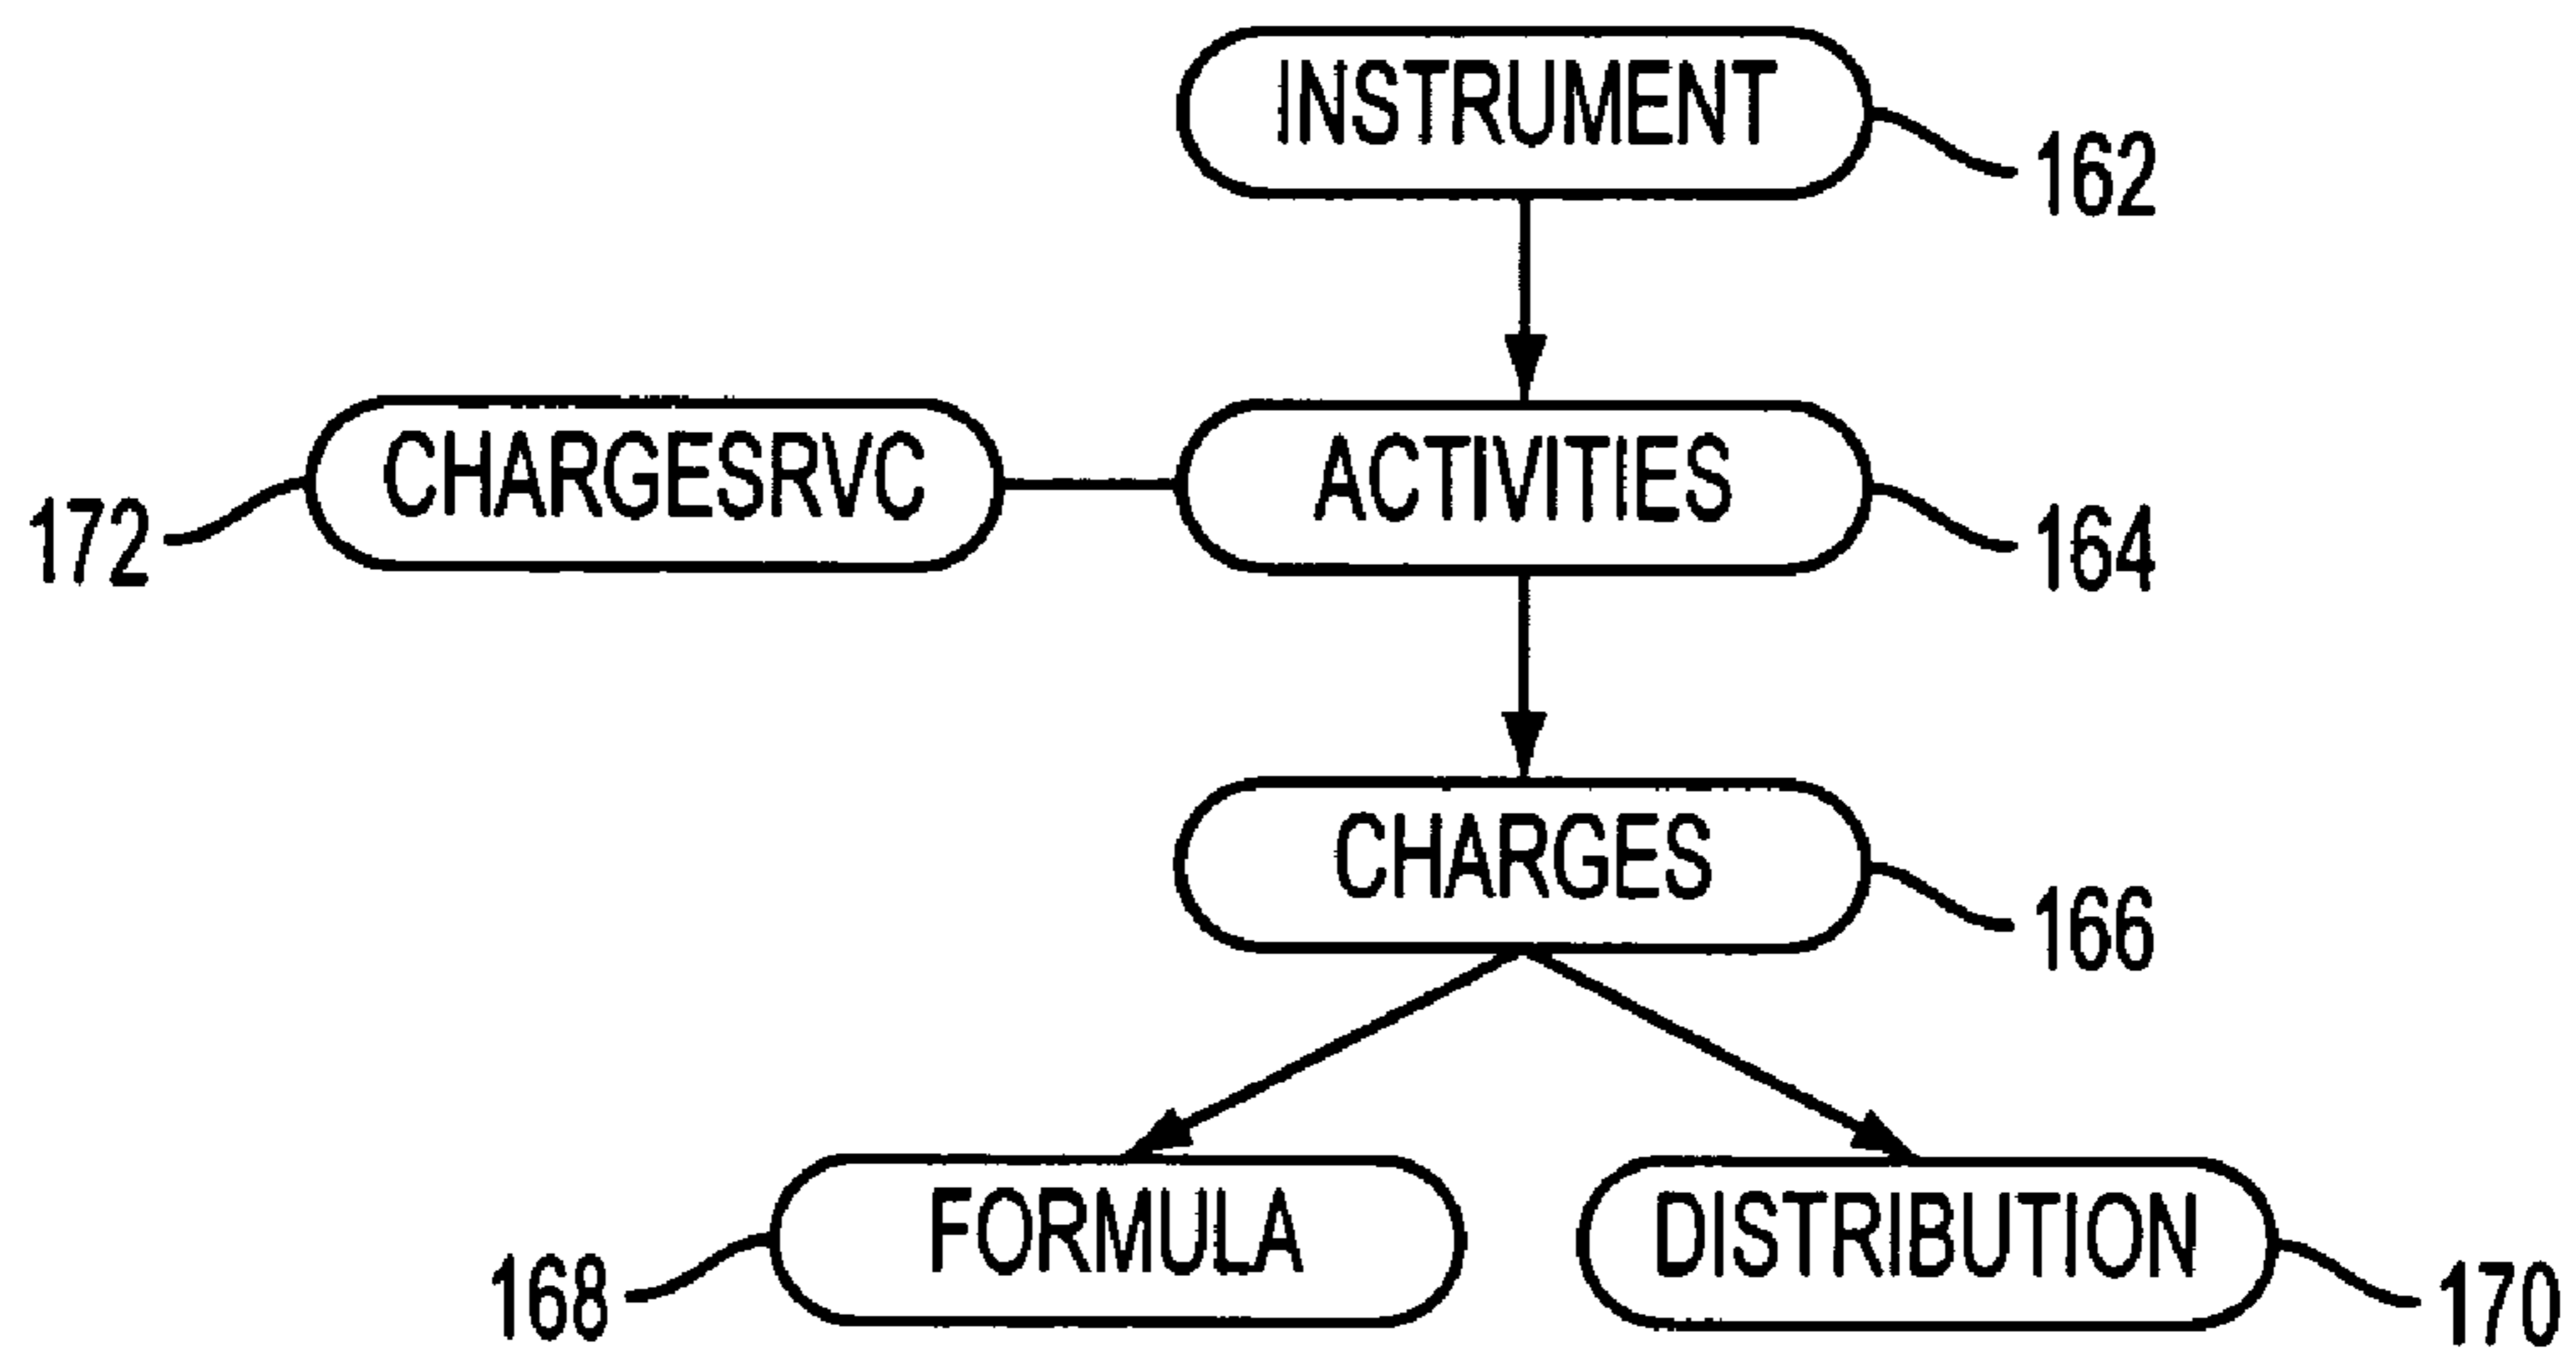 INSTRUMENT
162
CHARGESRVC
ACTIVITIES
172
164
CHARGES
166
FORMULA
DISTRIBUTION
168
170